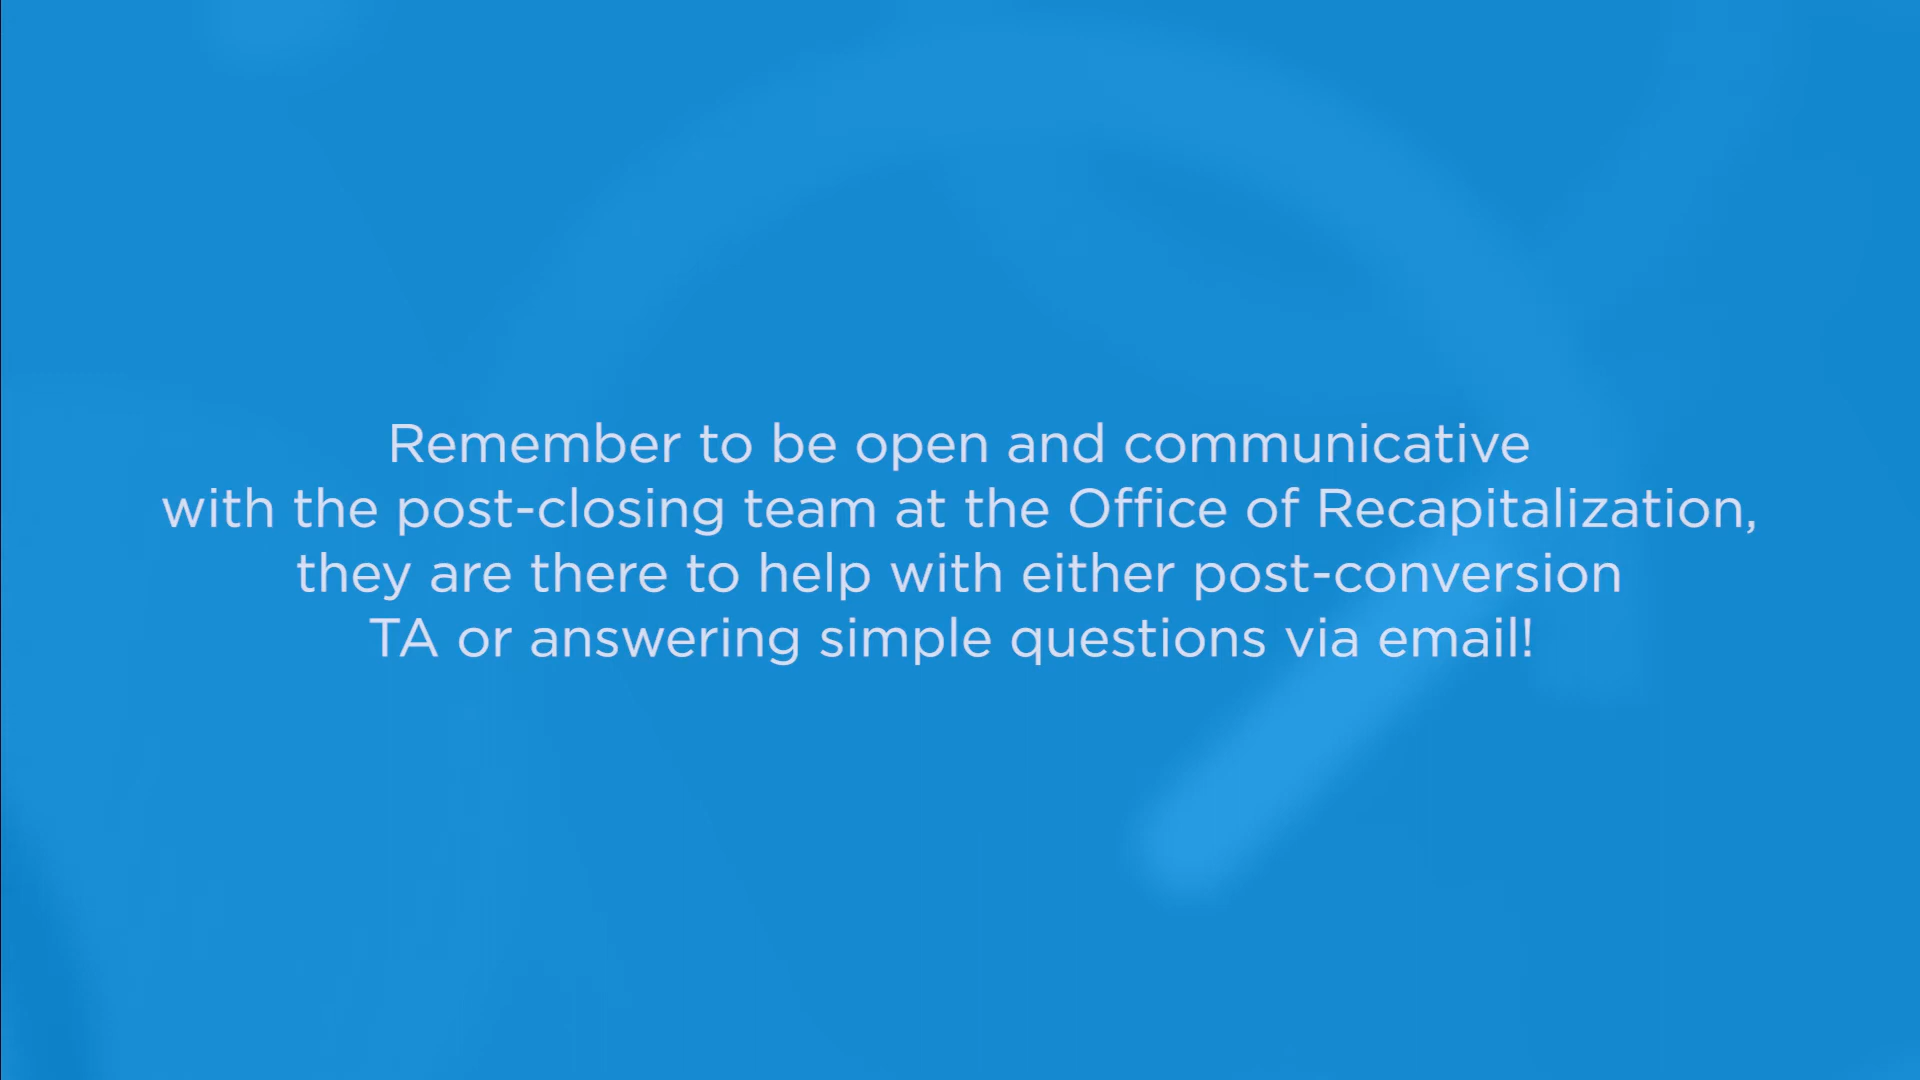 Remember to be open and communicative
with the post-closing team at the Office of Recapitalization,
they are there to help with either post-conversion
TA or answering simple questions via email!